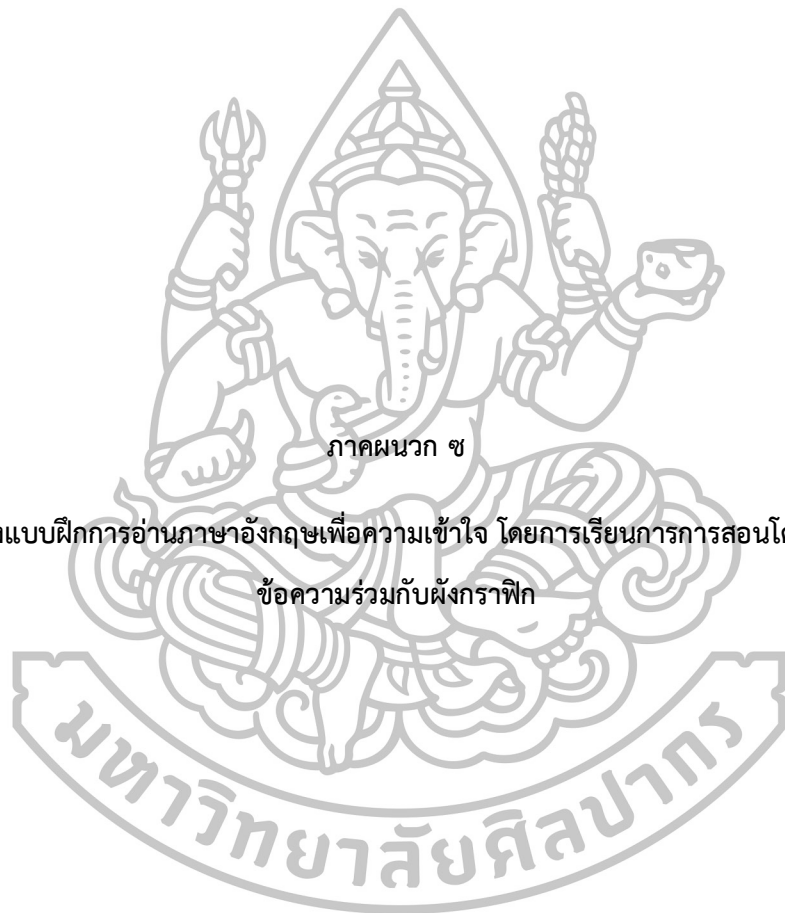 ภาคผนวก ซ
แบบฝึกการอ่านภาษาอังกฤษเพื่อความเข้าใจ โดยการเรียนการการสอนโด
ข้อความร่วมกับผังกราฟิก
มหาวิทยาลัยศิลปากร